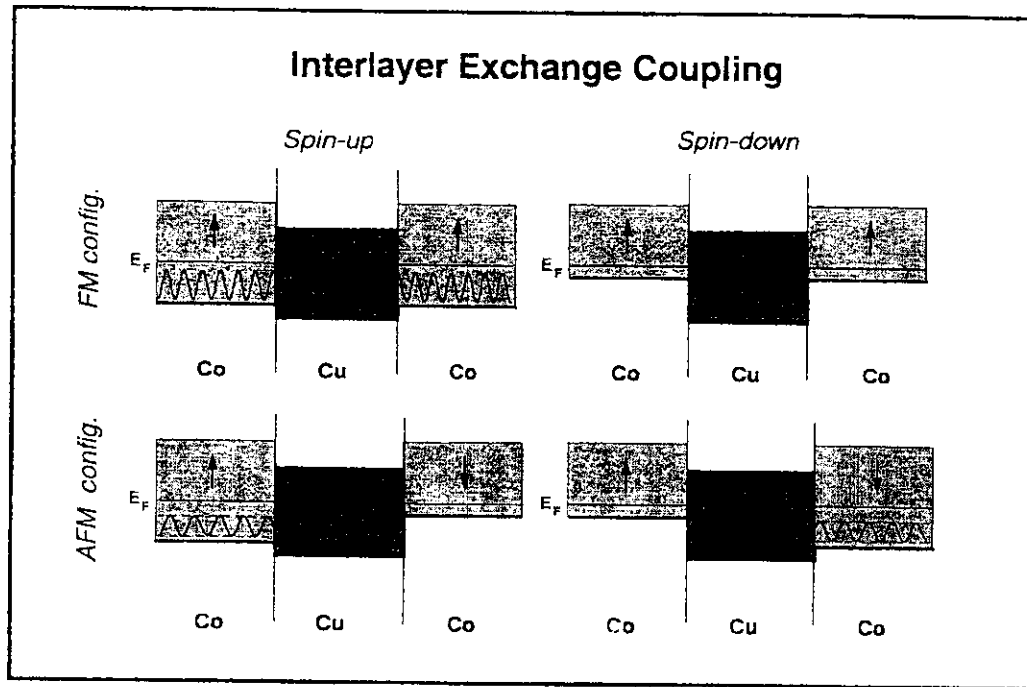 Interlayer Exchange Coupling
Spin-up Spin-down
FM config.
E_F E_F
Co Cu Co Co Cu Co
AFM config.
E_F E_F
Co Cu Co Co Cu Co